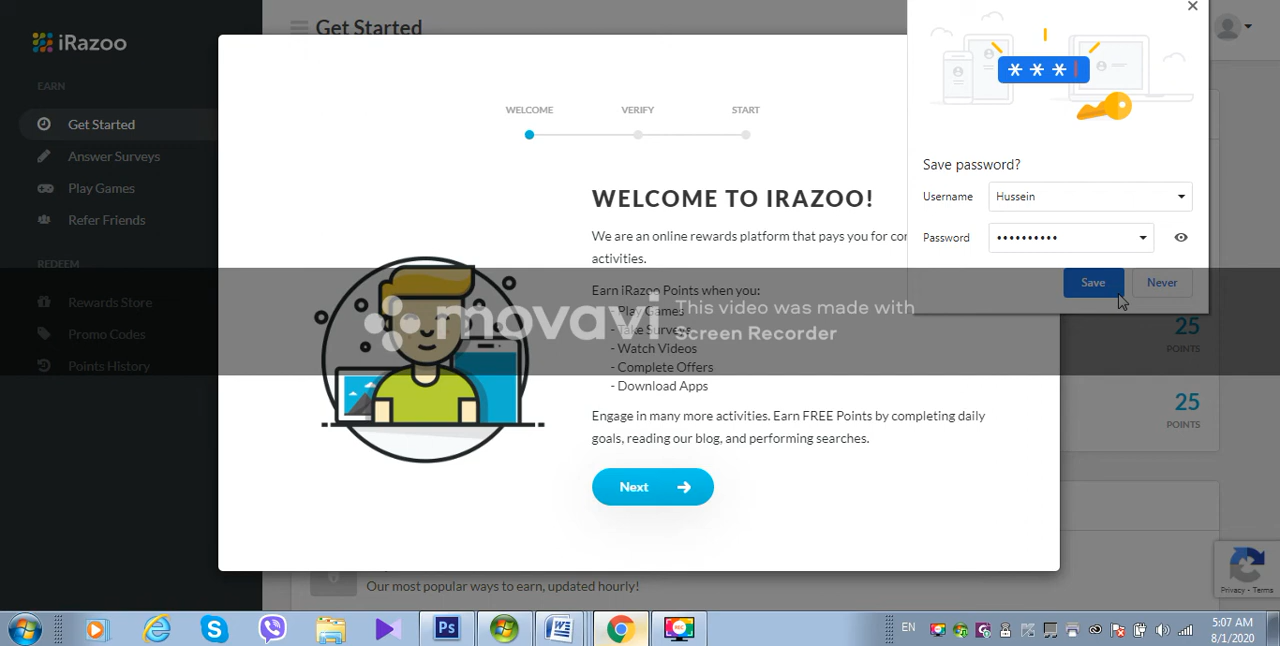 iRazoo
Get Started
EARN
Get Started
Answer Surveys
Play Games
Refer Friends
REDEEM
Rewards Store
Promo Codes
Points History
WELCOME
VERIFY
START
WELCOME TO IRAZOO!
We are an online rewards platform that pays you for
activities.
Earn iRazoo Points when you:
- Play Games
- Take Surveys
- Watch Videos
- Complete Offers
- Download Apps
Engage in many more activities. Earn FREE Points by completing daily
goals, reading our blog, and performing searches.
Next
* * *
Save password?
Username
Hussein
Password
••••••••••
Save
Never
movavi
This video was made with
Screen Recorder
25
POINTS
25
POINTS
Our most popular ways to earn, updated hourly!
Privacy - Terms
Ps
REC
EN
5:07 AM
8/1/2020